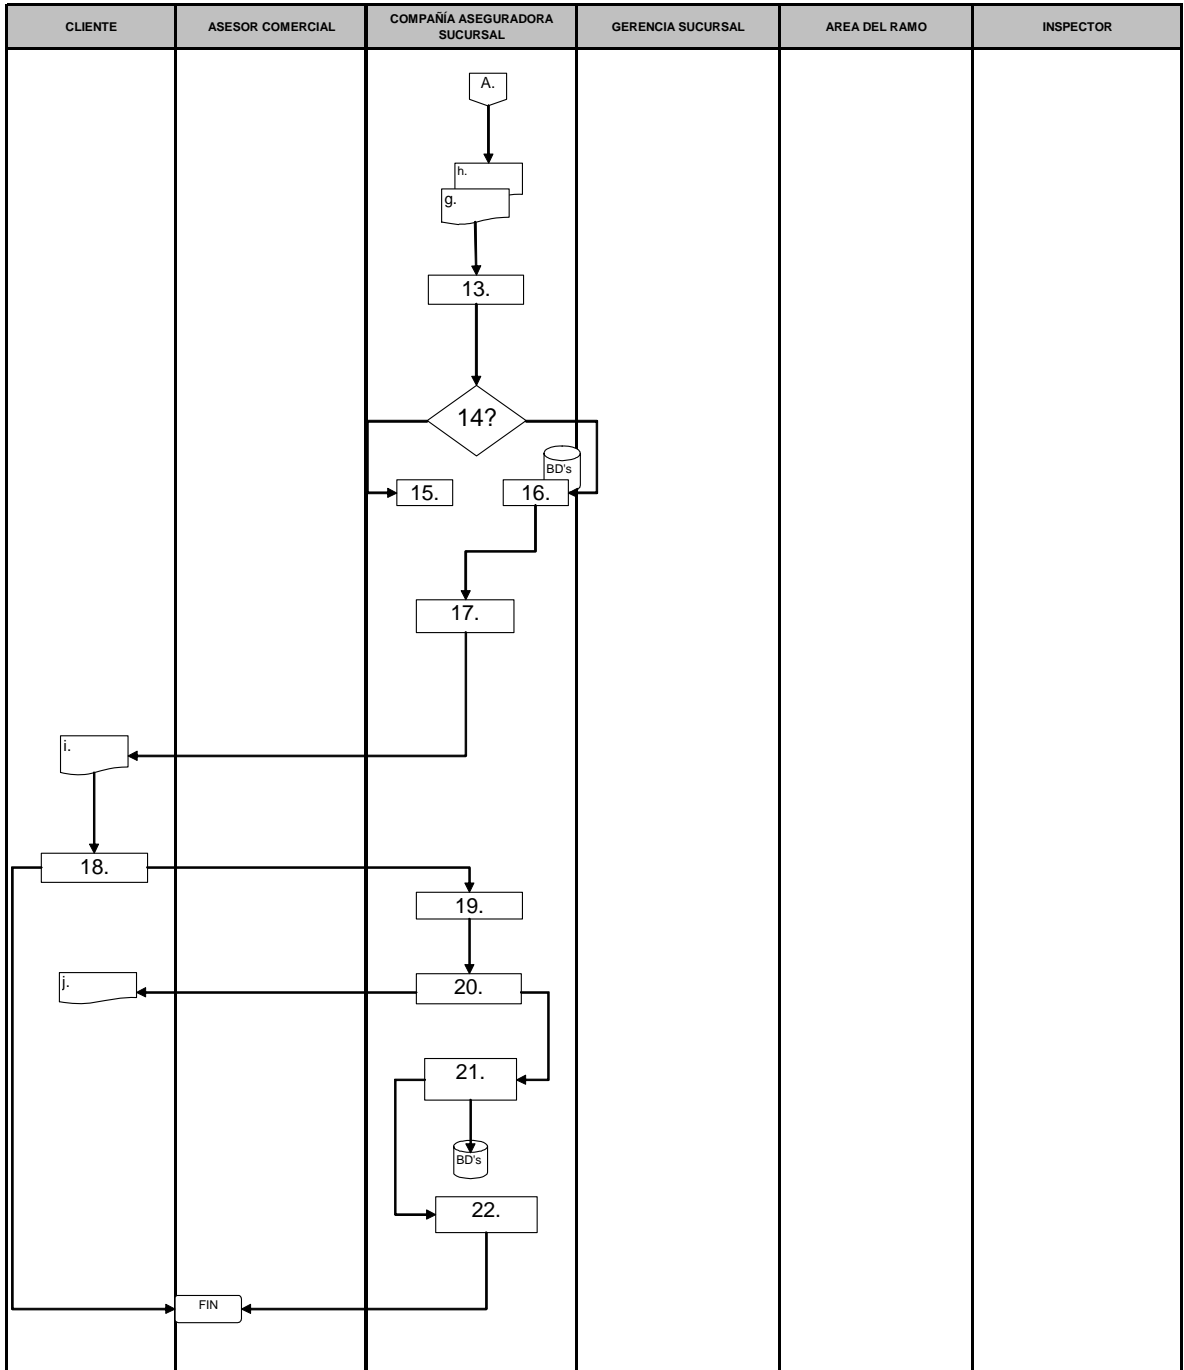 CLIENTE
ASESOR COMERCIAL
COMPAÑÍA ASEGURADORA
SUCURSAL
GERENCIA SUCURSAL
AREA DEL RAMO
INSPECTOR
A.
h.
g.
13.
14?
BD's
15.
16.
17.
i.
18.
19.
j.
20.
21.
BD's
22.
FIN